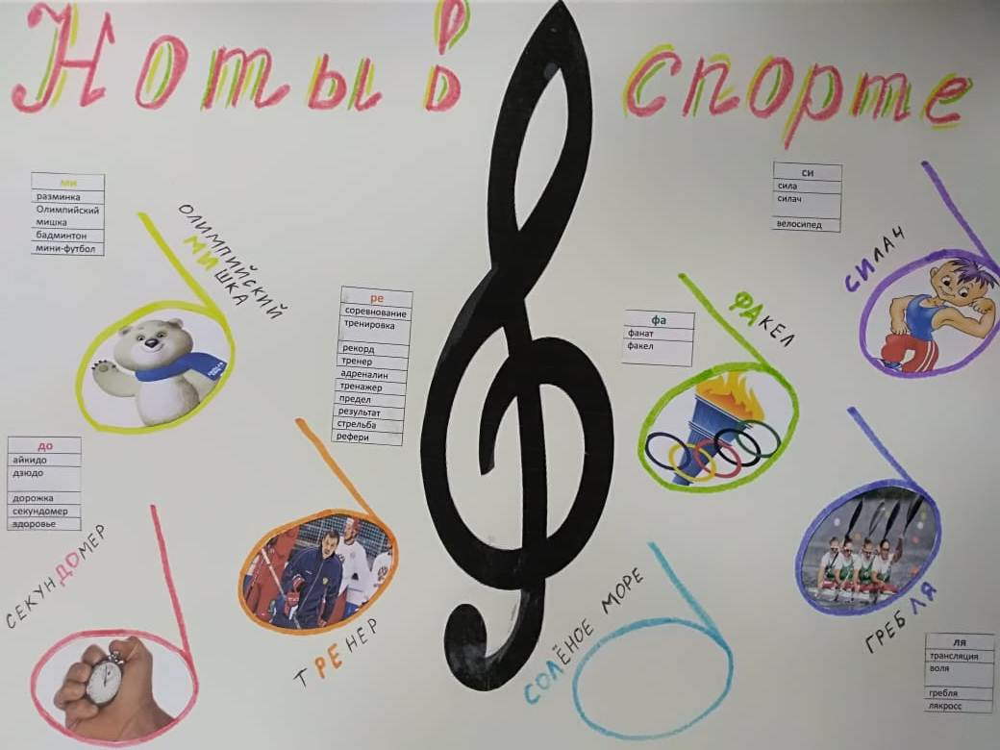 Ноты в спорте
ми
разминка
Олимпийский
мишка
бадминтон
мини-футбол
ОЛИМПИЙСКИЙ
МИШКА
ре
соревнование
тренировка
рекорд
тренер
адреналин
тренажер
предел
результат
стрельба
рефери
до
айкидо
дзюдо
дорожка
секундомер
здоровье
СЕКУНДОМЕР
ТРЕНЕР
си
сила
силач
велосипед
СИЛАЧ
фа
фанат
факел
ФАКЕЛ
СОЛЁНОЕ МОРЕ
ГРЕБЛЯ
ля
трансляция
воля
гребля
лякросс